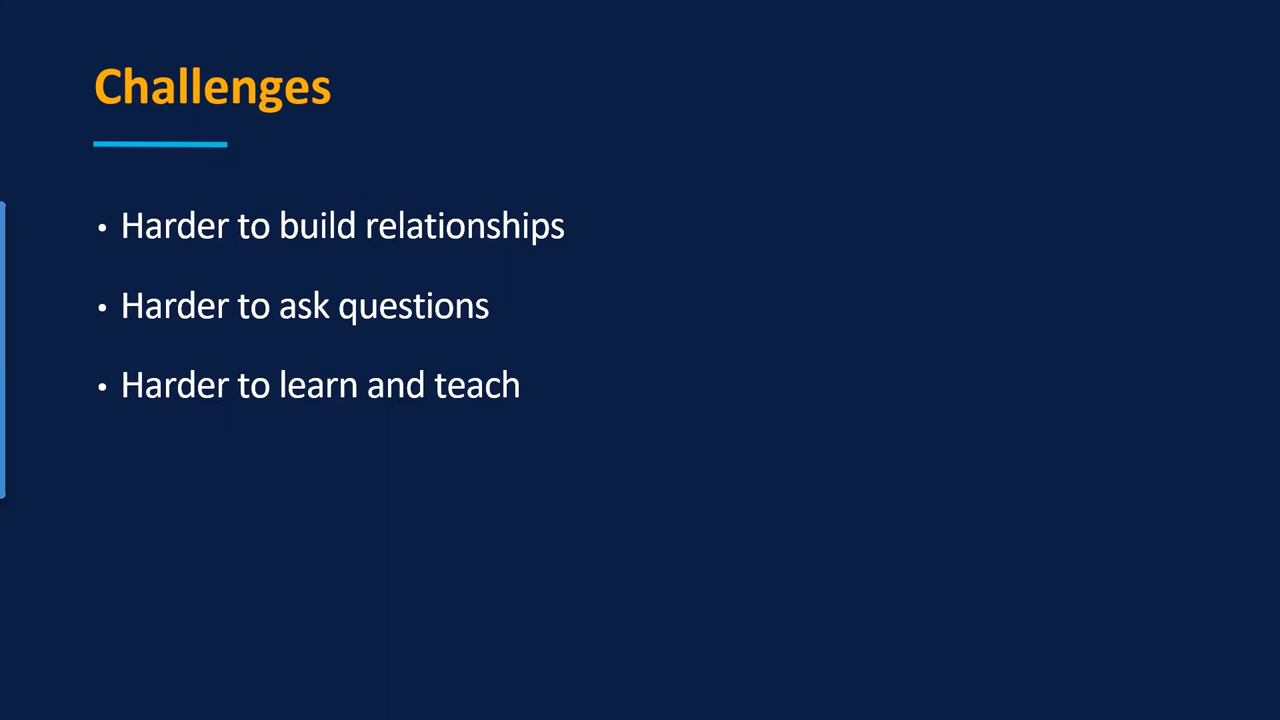 Challenges
• Harder to build relationships
• Harder to ask questions
• Harder to learn and teach